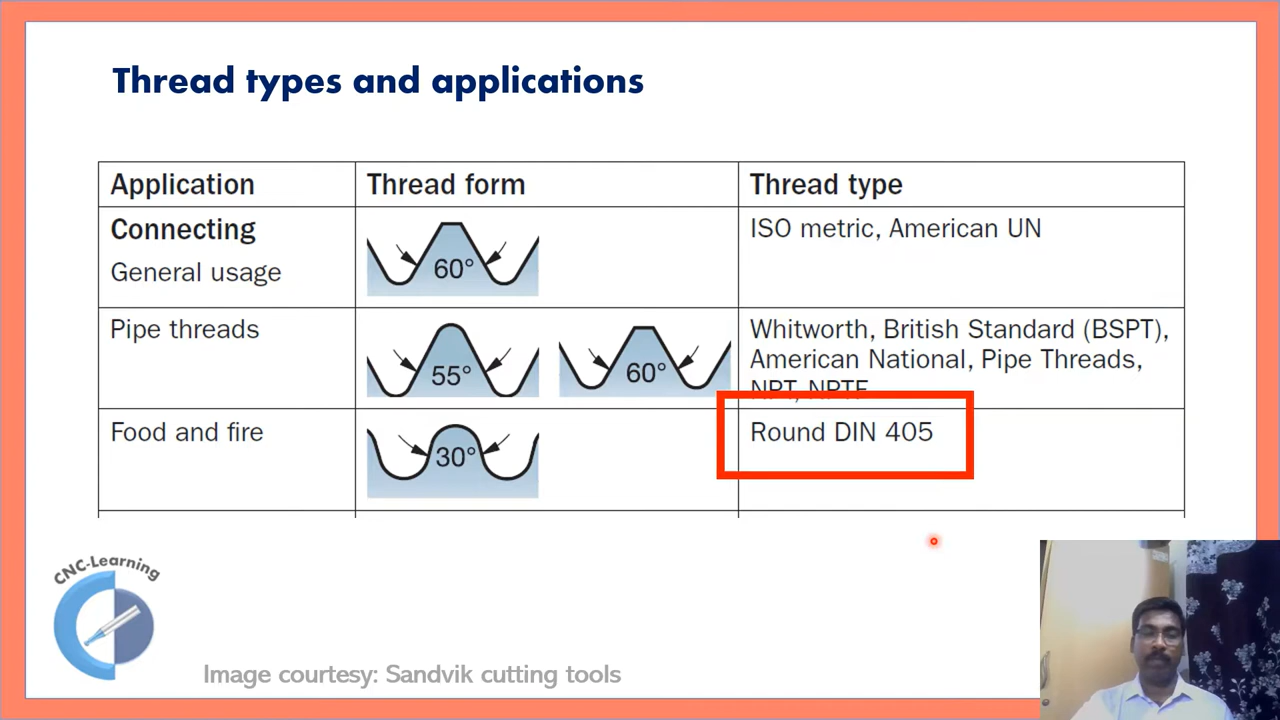 Thread types and applications
Application
Thread form
Thread type
Connecting
General usage
60°
ISO metric, American UN
Pipe threads
55°
60°
Whitworth, British Standard (BSPT),
American National, Pipe Threads,
NPT, NPTF
Food and fire
30°
Round DIN 405
CNC-Learning
Image courtesy: Sandvik cutting tools